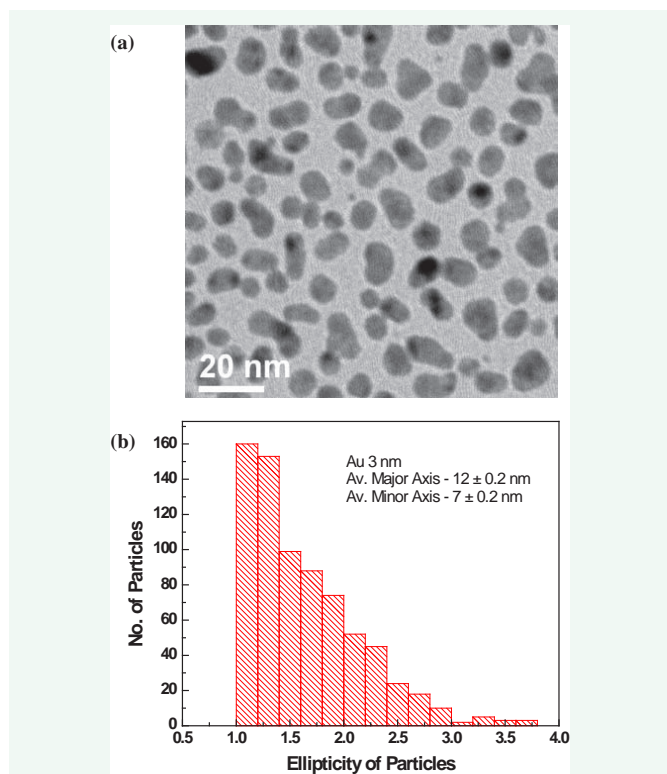 (a)
20 nm
(b)
160
140
120
100
80
60
40
20
0
No. of Particles
Au 3 nm
Av. Major Axis - 12 ± 0.2 nm
Av. Minor Axis - 7 ± 0.2 nm
0.5 1.0 1.5 2.0 2.5 3.0 3.5 4.0
Ellipticity of Particles